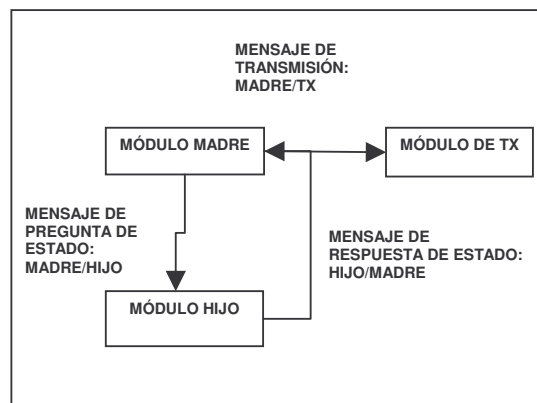 MENSAJE DE
TRANSMISIÓN:
MADRE/TX
MÓDULO MADRE
MÓDULO DE TX
MENSAJE DE
PREGUNTA DE
ESTADO:
MADRE/HIJO
MENSAJE DE
RESPUESTA DE ESTADO:
HIJO/MADRE
MÓDULO HIJO